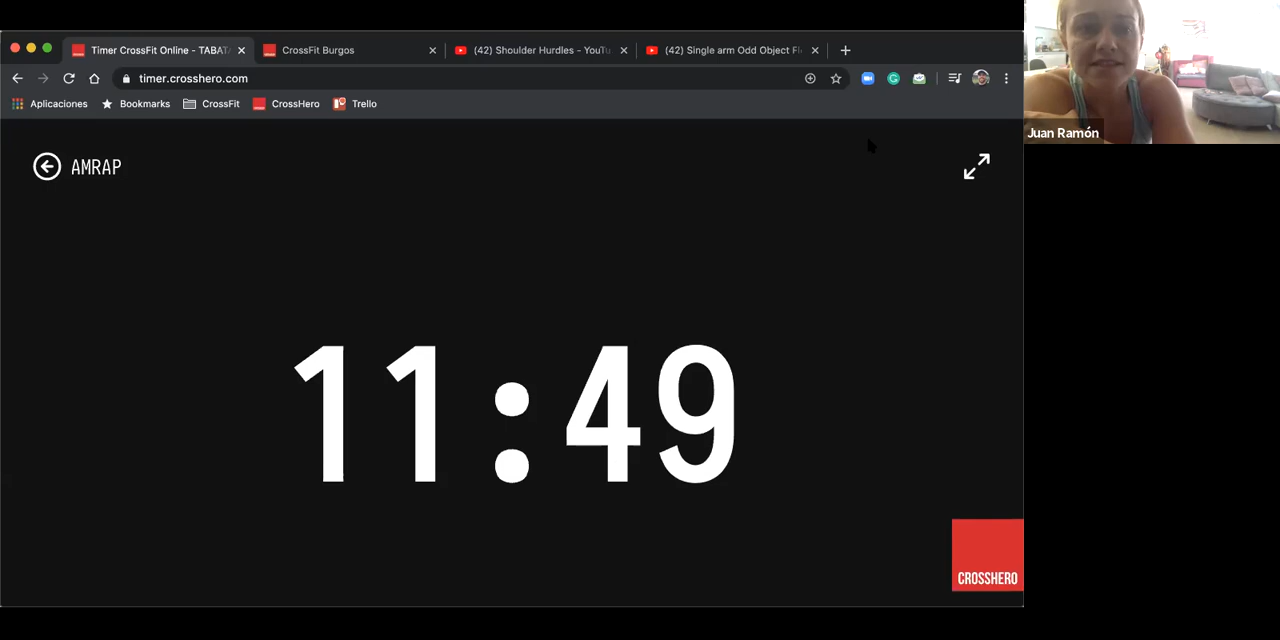 Timer CrossFit Online - TABAT
CrossFit Burgos
(42) Shoulder Hurdles - YouTu
(42) Single arm Odd Object Fl
timer.crosshero.com
Aplicaciones
Bookmarks
CrossFit
CrossHero
Trello
Juan Ramón
AMRAP
11:49
CROSSHERO